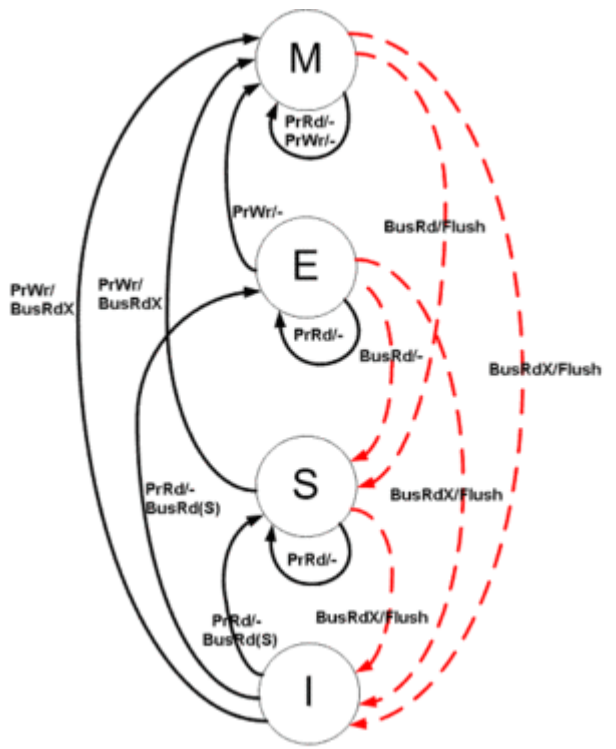 M
PrRd/-
PrWr/-
PrWr/-
BusRd/Flush
E
PrWr/
BusRdX
PrWr/
BusRdX
PrRd/-
BusRd/-
BusRdX/Flush
S
PrRd/-
BusRd(S)
BusRdX/Flush
PrRd/-
PrRd/-
BusRd(S)
BusRdX/Flush
I